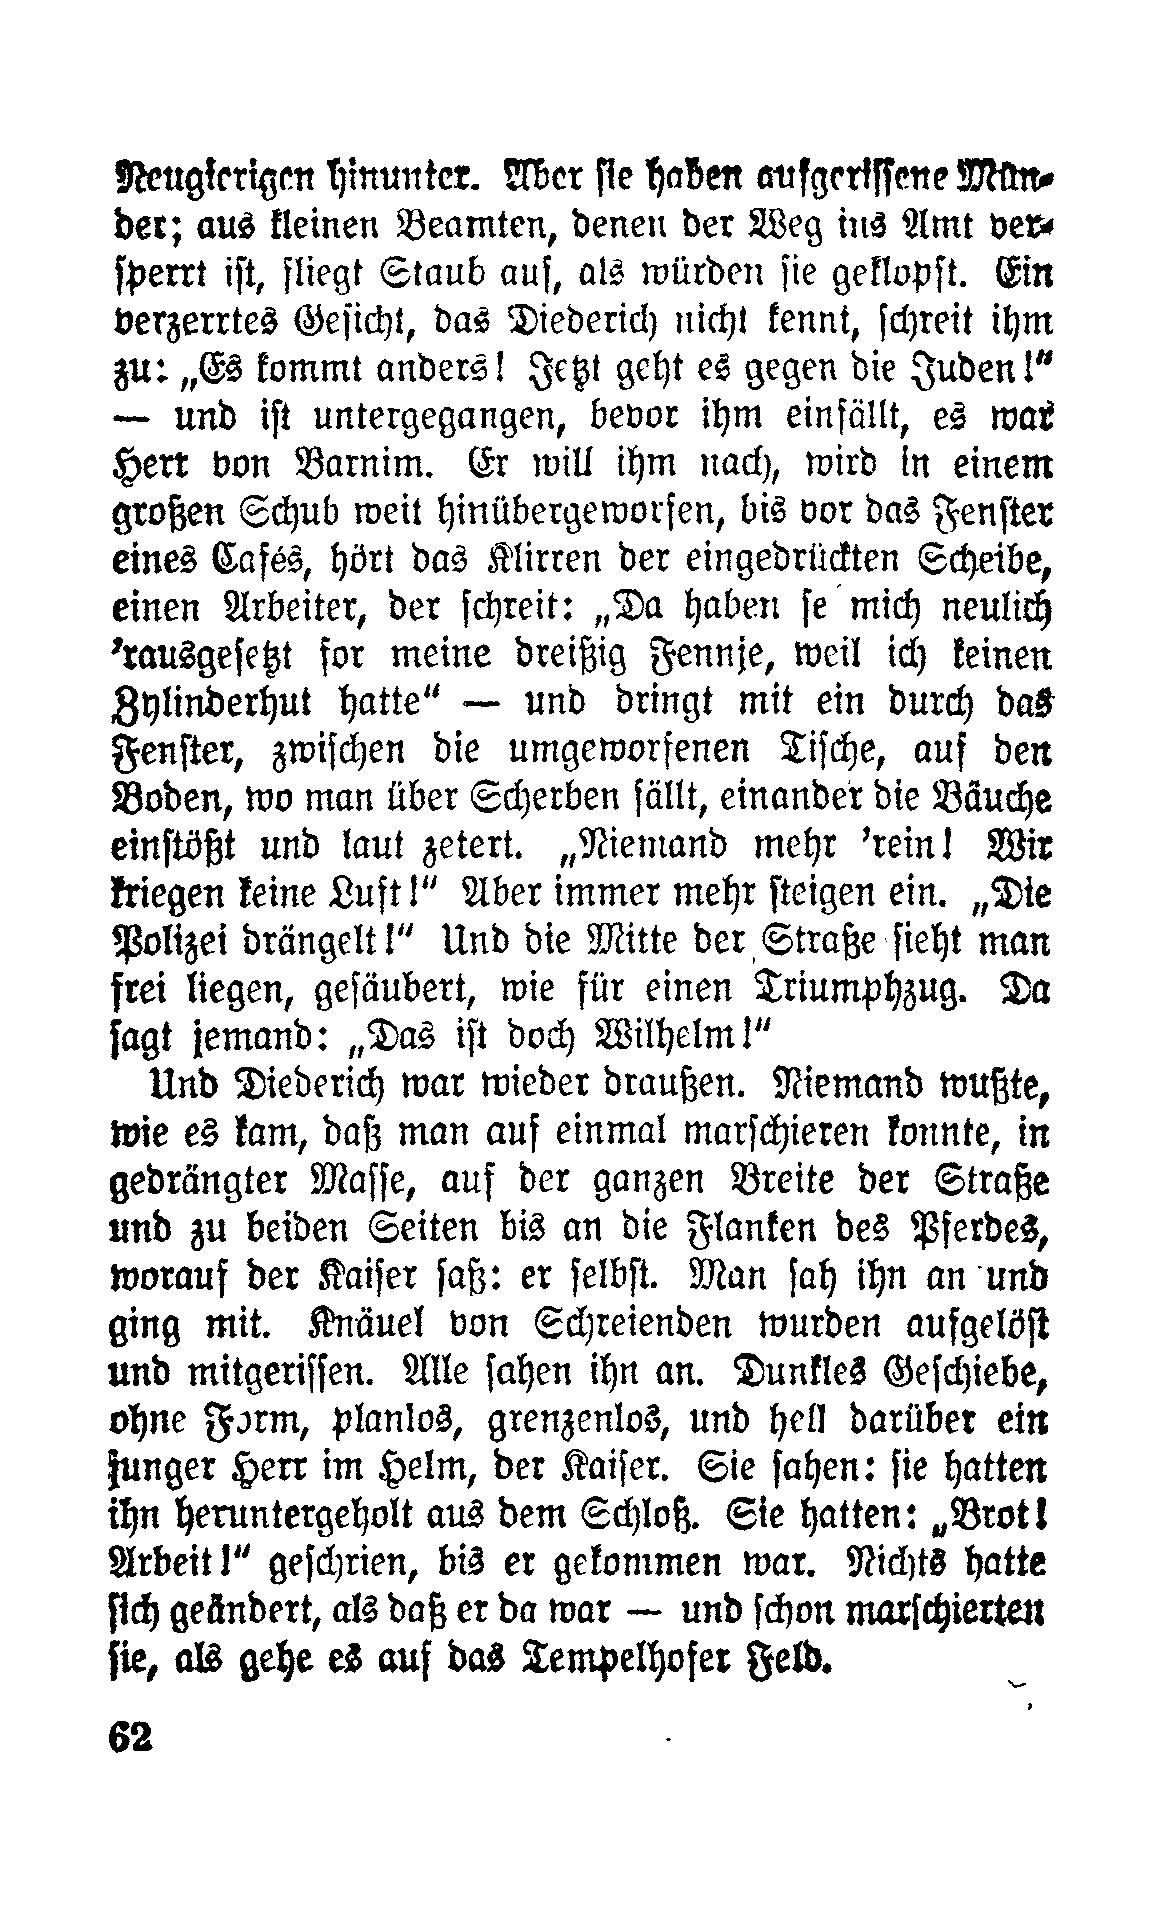 Neugierigen hinunter. Aber sie haben aufgerissene Mün-
der; aus kleinen Beamten, denen der Weg ins Amt ver-
sperrt ist, fliegt Staub auf, als würden sie geklopft. Ein
verzerrtes Gesicht, das Diederich nicht kennt, schreit ihm
zu: „Es kommt anders! Jetzt geht es gegen die Juden!“
— und ist untergegangen, bevor ihm einfällt, es war
Herr von Barnim. Er will ihm nach, wird in einem
großen Schub weit hinübergeworfen, bis vor das Fenster
eines Cafés, hört das Klirren der eingedrückten Scheibe,
einen Arbeiter, der schreit: „Da haben se mich neulich
’rausgesetzt for meine dreißig Fennje, weil ich keinen
Zylinderhut hatte“ — und dringt mit ein durch das
Fenster, zwischen die umgeworfenen Tische, auf den
Boden, wo man über Scherben fällt, einander die Bäuche
einstößt und laut zetert. „Niemand mehr ’rein! Wir
kriegen keine Luft!“ Aber immer mehr steigen ein. „Die
Polizei drängelt!“ Und die Mitte der Straße sieht man
frei liegen, gesäubert, wie für einen Triumphzug. Da
sagt jemand: „Das ist doch Wilhelm!“
Und Diederich war wieder draußen. Niemand wußte,
wie es kam, daß man auf einmal marschieren konnte, in
gedrängter Masse, auf der ganzen Breite der Straße
und zu beiden Seiten bis an die Flanken des Pferdes,
worauf der Kaiser saß: er selbst. Man sah ihn an und
ging mit. Knäuel von Schreienden wurden aufgelöst
und mitgerissen. Alle sahen ihn an. Dunkles Geschiebe,
ohne Form, planlos, grenzenlos, und hell darüber ein
junger Herr im Helm, der Kaiser. Sie sahen: sie hatten
ihn heruntergeholt aus dem Schloß. Sie hatten: „Brot!
Arbeit!“ geschrien, bis er gekommen war. Nichts hatte
sich geändert, als daß er da war — und schon marschierten
sie, als gehe es auf das Tempelhofer Feld.
62